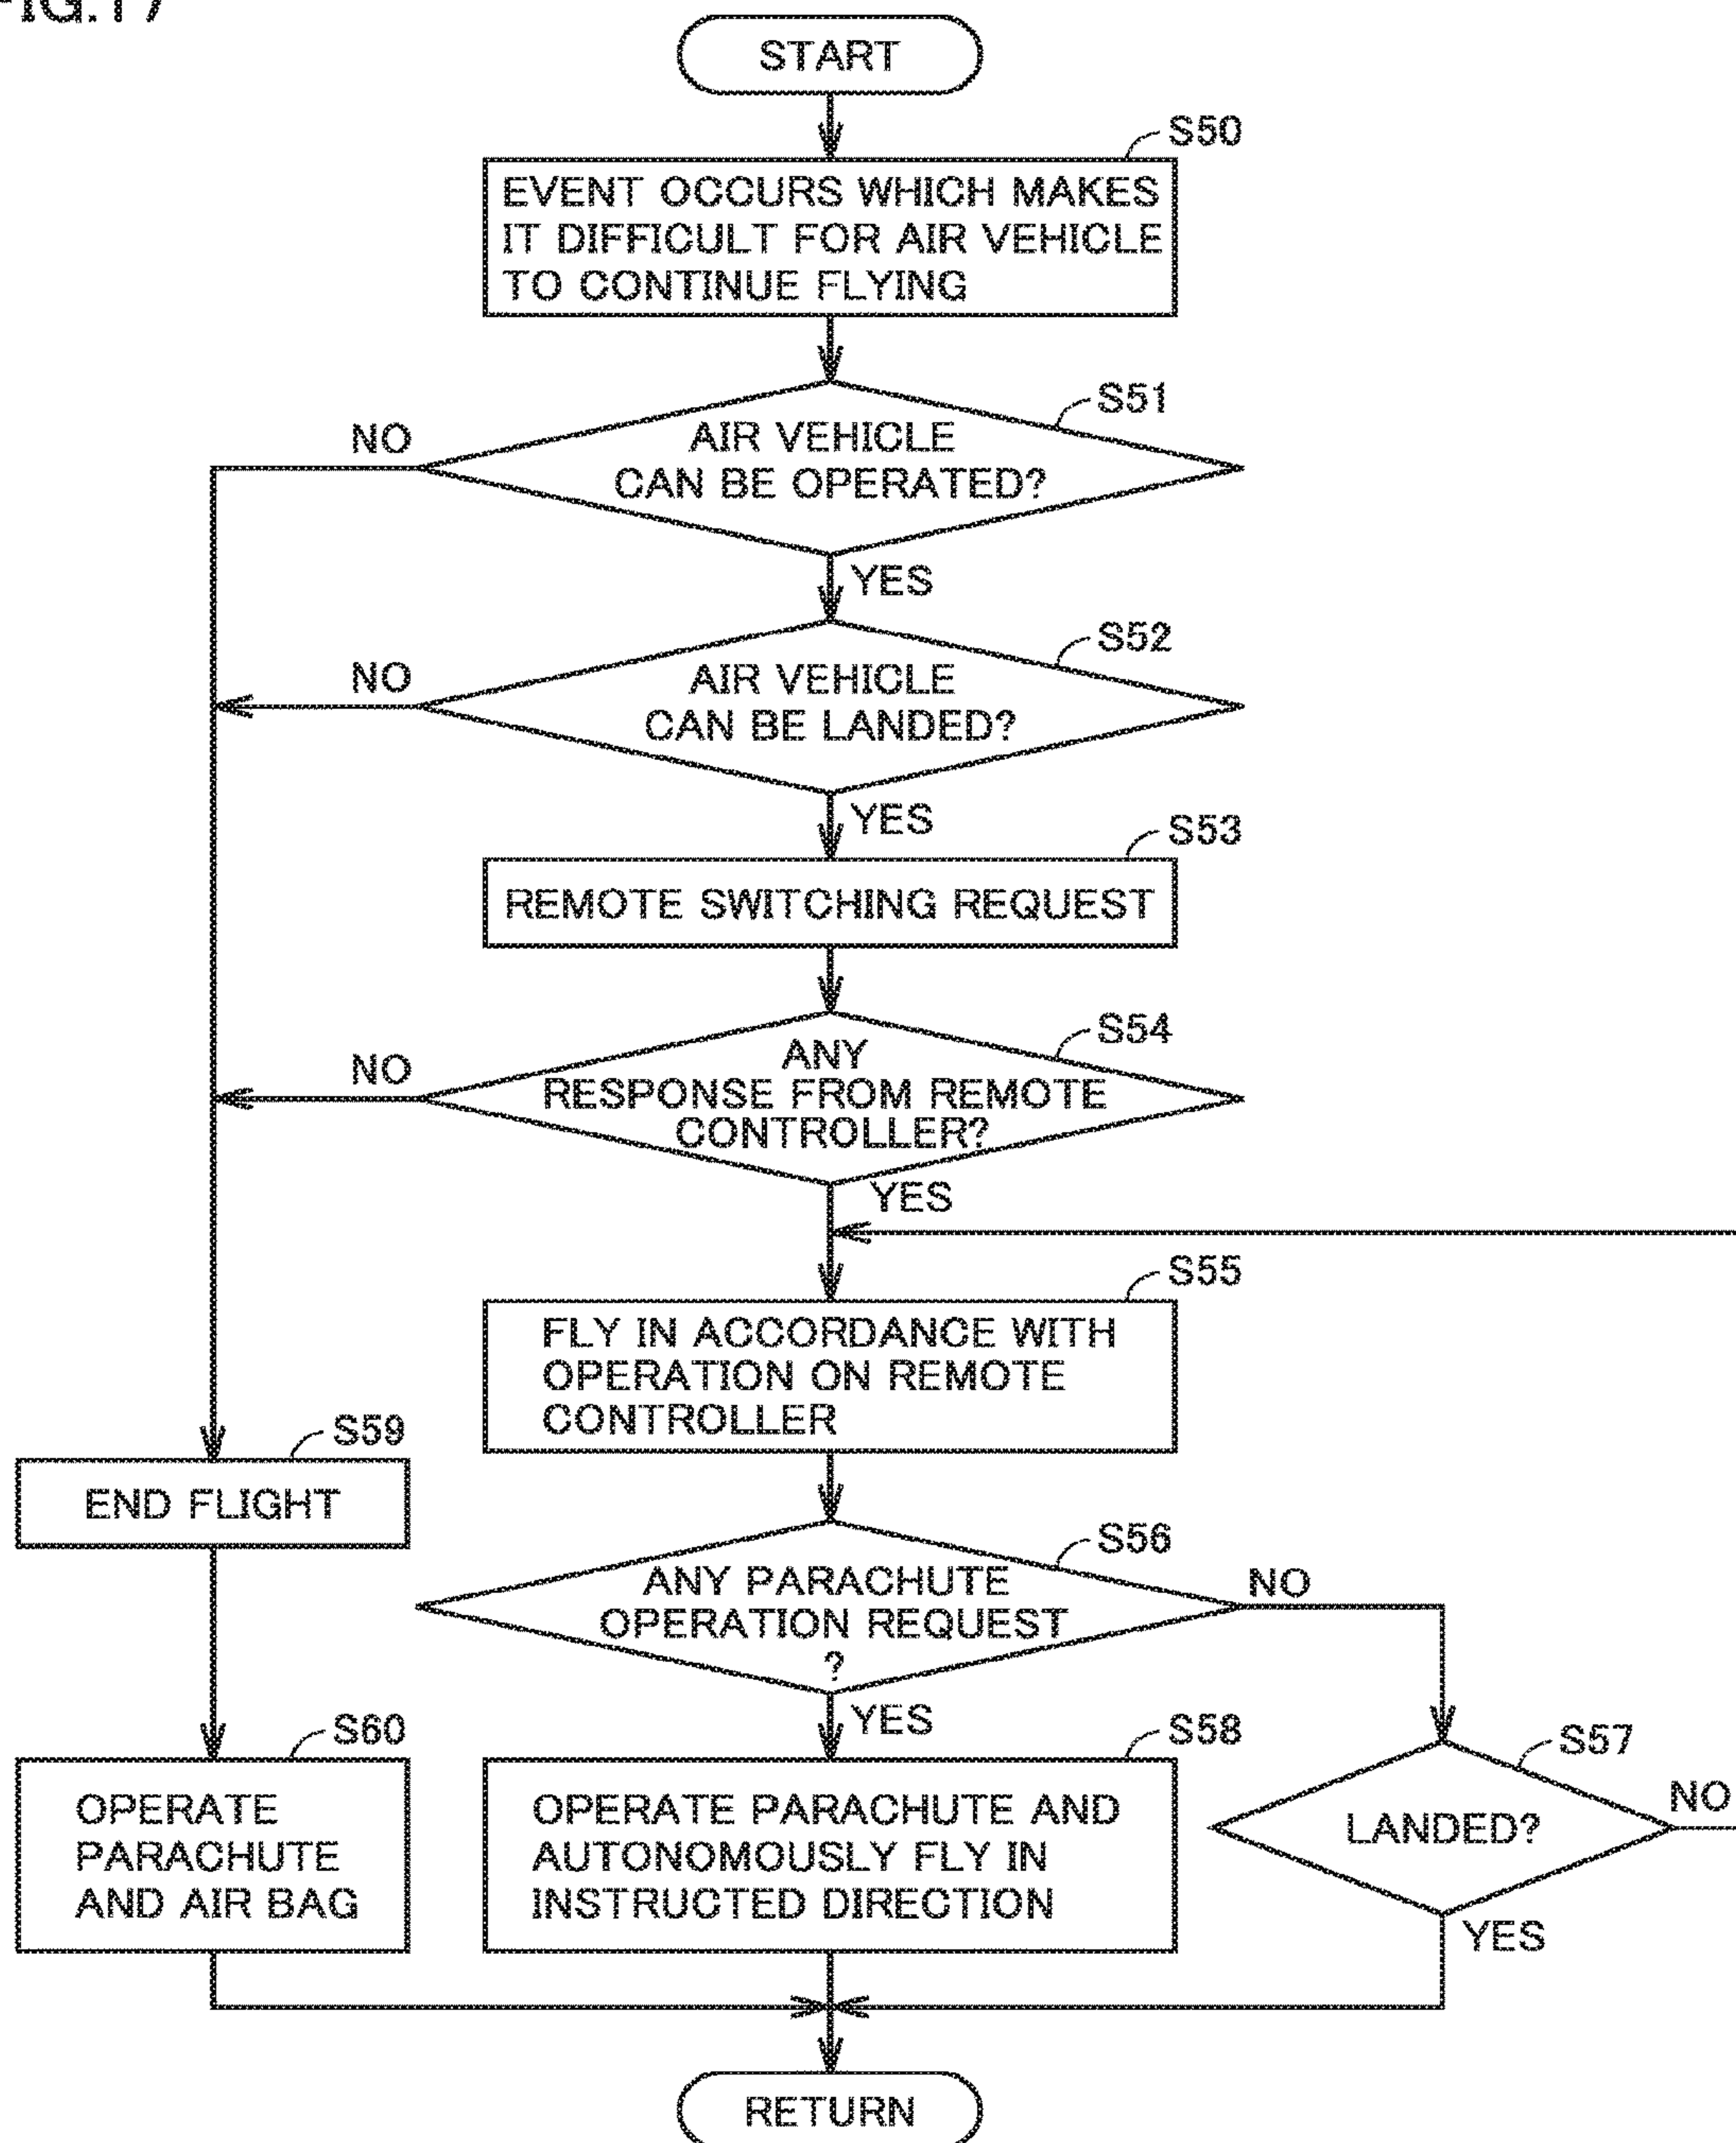 FIG.17
START
S50
EVENT OCCURS WHICH MAKES
IT DIFFICULT FOR AIR VEHICLE
TO CONTINUE FLYING
S51
NO
AIR VEHICLE
CAN BE OPERATED?
YES
S52
NO
AIR VEHICLE
CAN BE LANDED?
YES
S53
REMOTE SWITCHING REQUEST
S54
NO
ANY
RESPONSE FROM REMOTE
CONTROLLER?
YES
S55
FLY IN ACCORDANCE WITH
OPERATION ON REMOTE
CONTROLLER
S59
END FLIGHT
S56
ANY PARACHUTE
OPERATION REQUEST
?
NO
YES
S60
OPERATE
PARACHUTE
AND AIR BAG
S58
OPERATE PARACHUTE AND
AUTONOMOUSLY FLY IN
INSTRUCTED DIRECTION
S57
LANDED?
NO
YES
RETURN